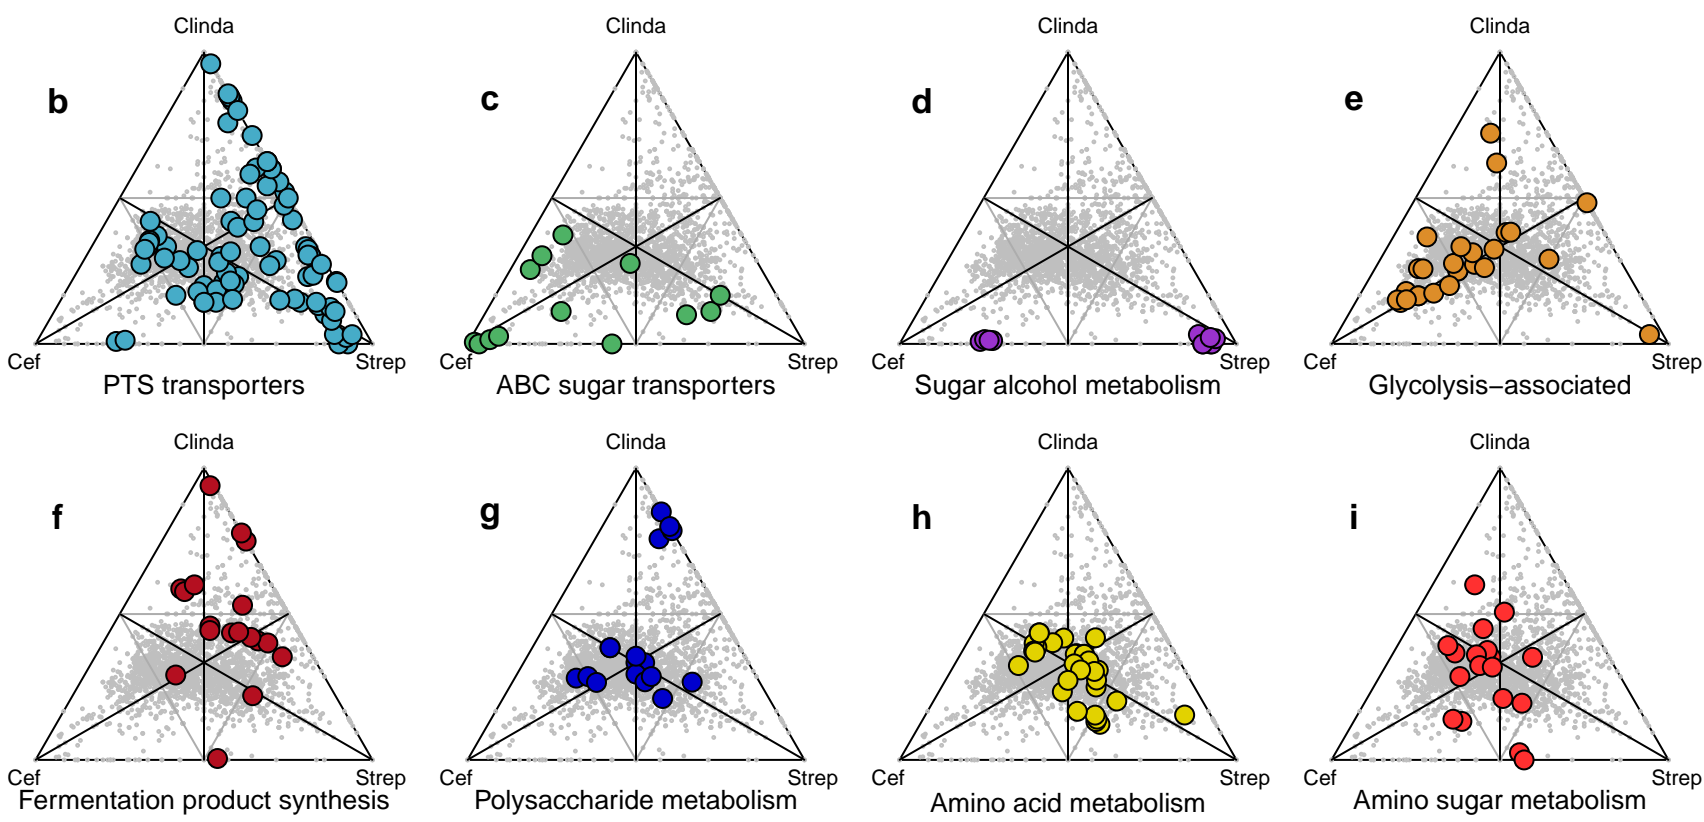 Clinda
Clinda
Clinda
Clinda
b
c
d
e
Cef
Strep
Cef
Strep
Cef
Strep
Cef
Strep
PTS transporters
ABC sugar transporters
Sugar alcohol metabolism
Glycolysis−associated
Clinda
Clinda
Clinda
Clinda
f
g
h
i
Cef
Strep
Cef
Strep
Cef
Strep
Cef
Strep
Fermentation product synthesis
Polysaccharide metabolism
Amino acid metabolism
Amino sugar metabolism